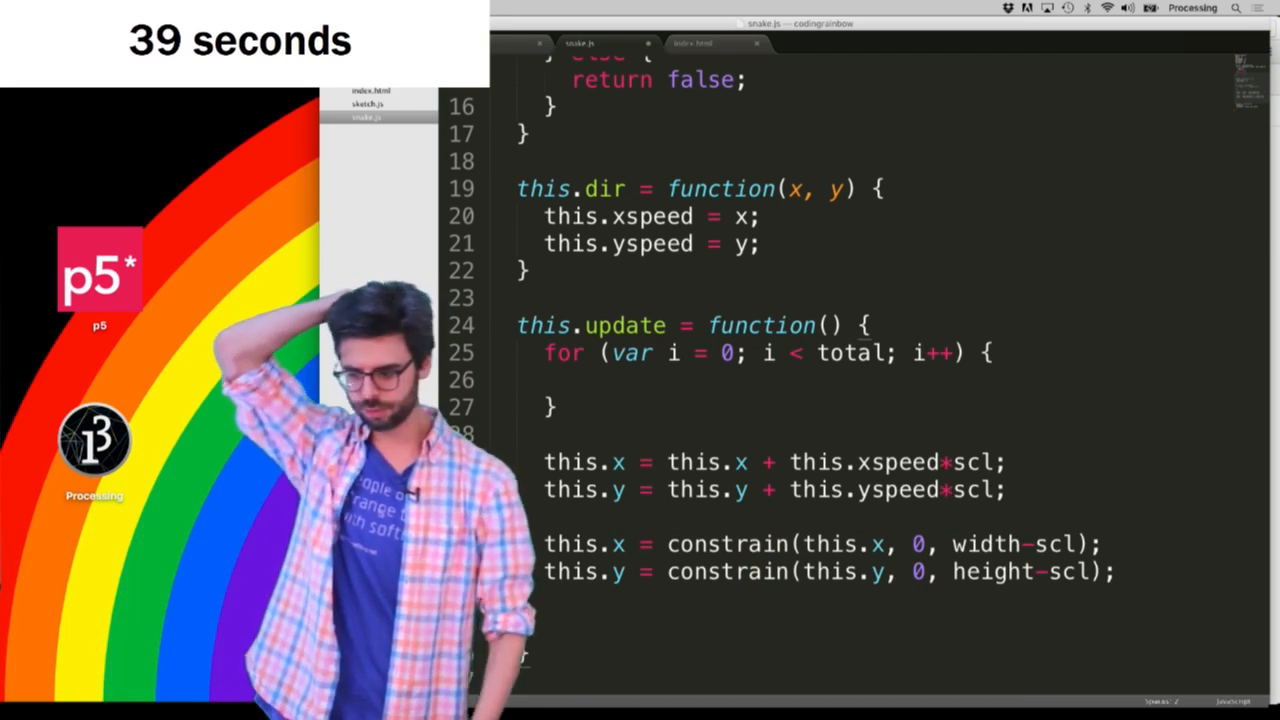 39 seconds
Processing
snake.js — codingrainbow
snake.js
index.html
index.html
sketch.js
snake.js
} else {
return false;
16 }
17 }
18
19 this.dir = function(x, y) {
20 this.xspeed = x;
21 this.yspeed = y;
22 }
23
24 this.update = function() {
25 for (var i = 0; i < total; i++) {
26
27 }
28
this.x = this.x + this.xspeed*scl;
this.y = this.y + this.yspeed*scl;
this.x = constrain(this.x, 0, width-scl);
this.y = constrain(this.y, 0, height-scl);
}
p5*
p5
Processing
Spaces: 2
JavaScript